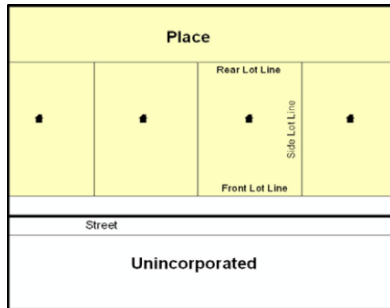 Place
Rear Lot Line
Side Lot Line
Front Lot Line
Street
Unincorporated